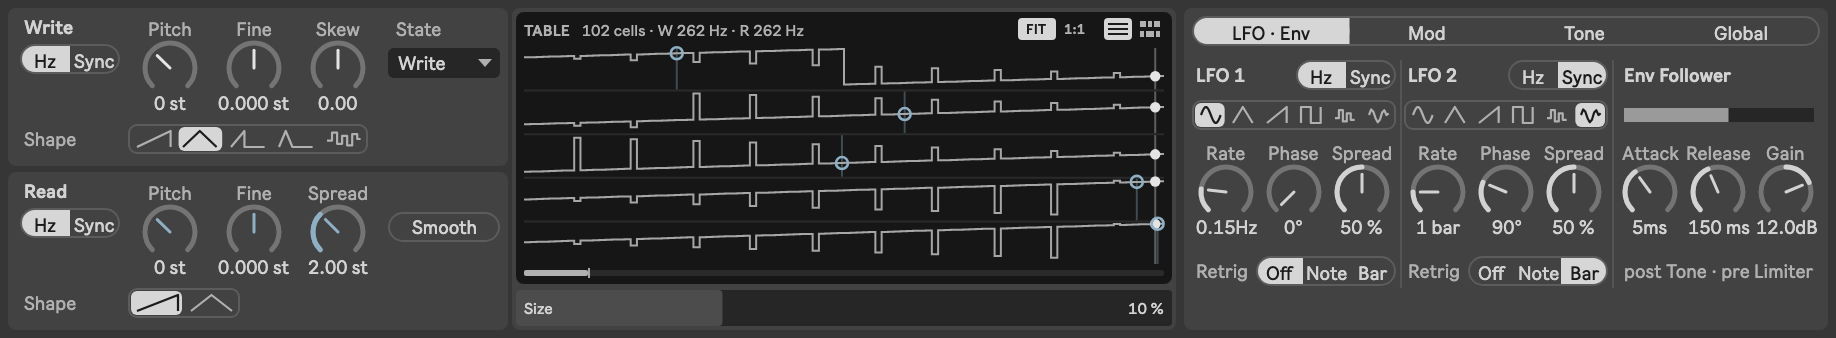 Write
Hz Sync
Pitch Fine Skew State
Write
0 st 0.000 st 0.00
Shape
Read
Hz Sync
Pitch Fine Spread
Smooth
0 st 0.000 st 2.00 st
Shape
TABLE 102 cells · W 262 Hz · R 262 Hz FIT 1:1
Size 10 %
LFO · Env Mod Tone Global
LFO 1 Hz Sync
Rate Phase Spread
0.15Hz 0° 50 %
Retrig Off Note Bar
LFO 2 Hz Sync
Rate Phase Spread
1 bar 90° 50 %
Retrig Off Note Bar
Env Follower
Attack Release Gain
5ms 150 ms 12.0dB
post Tone · pre Limiter